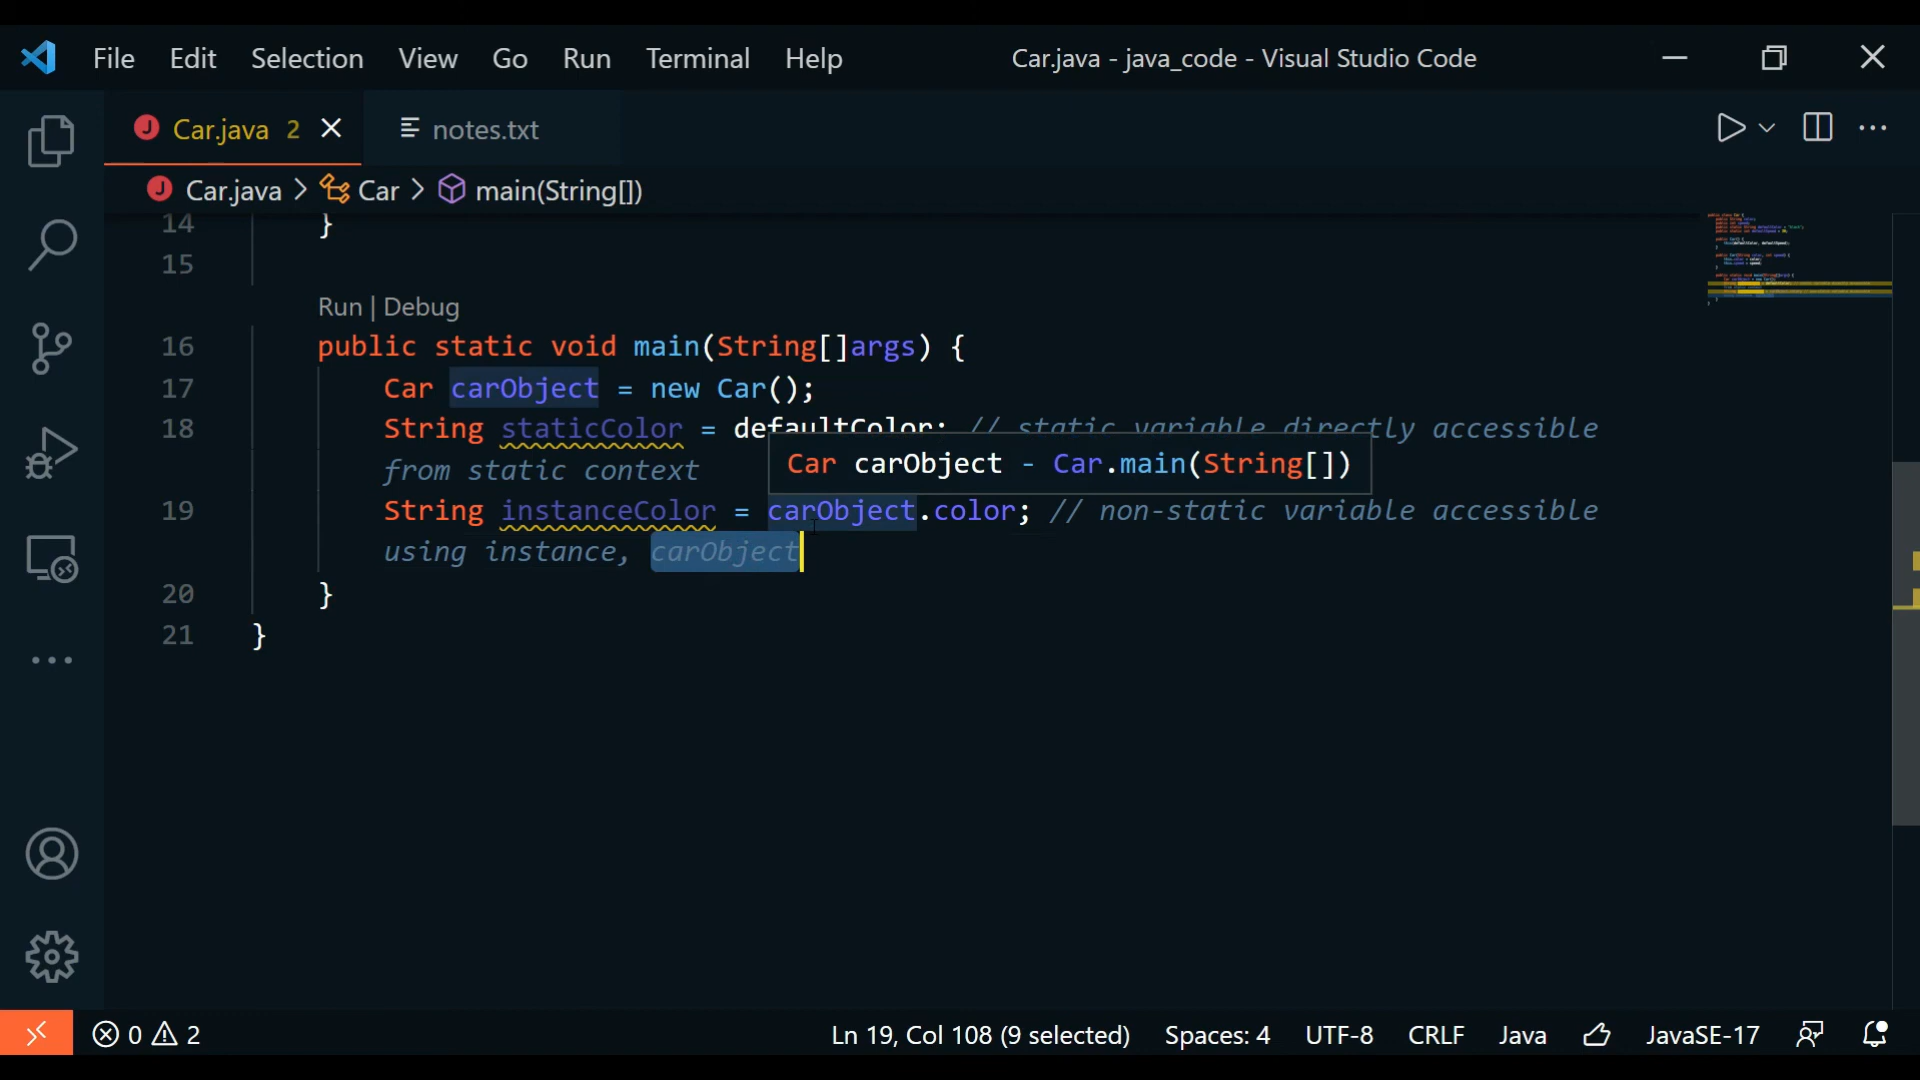 File Edit Selection View Go Run Terminal Help Car.java - java_code - Visual Studio Code
Car.java 2 notes.txt
Car.java > Car > main(String[])
14 }
15
Run | Debug
16 public static void main(String[]args) {
17 Car carObject = new Car();
18 String staticColor = defaultColor; // static variable directly accessible
from static context
Car carObject - Car.main(String[])
19 String instanceColor = carObject.color; // non-static variable accessible
using instance, carObject
20 }
21 }
0 2 Ln 19, Col 108 (9 selected) Spaces: 4 UTF-8 CRLF Java JavaSE-17